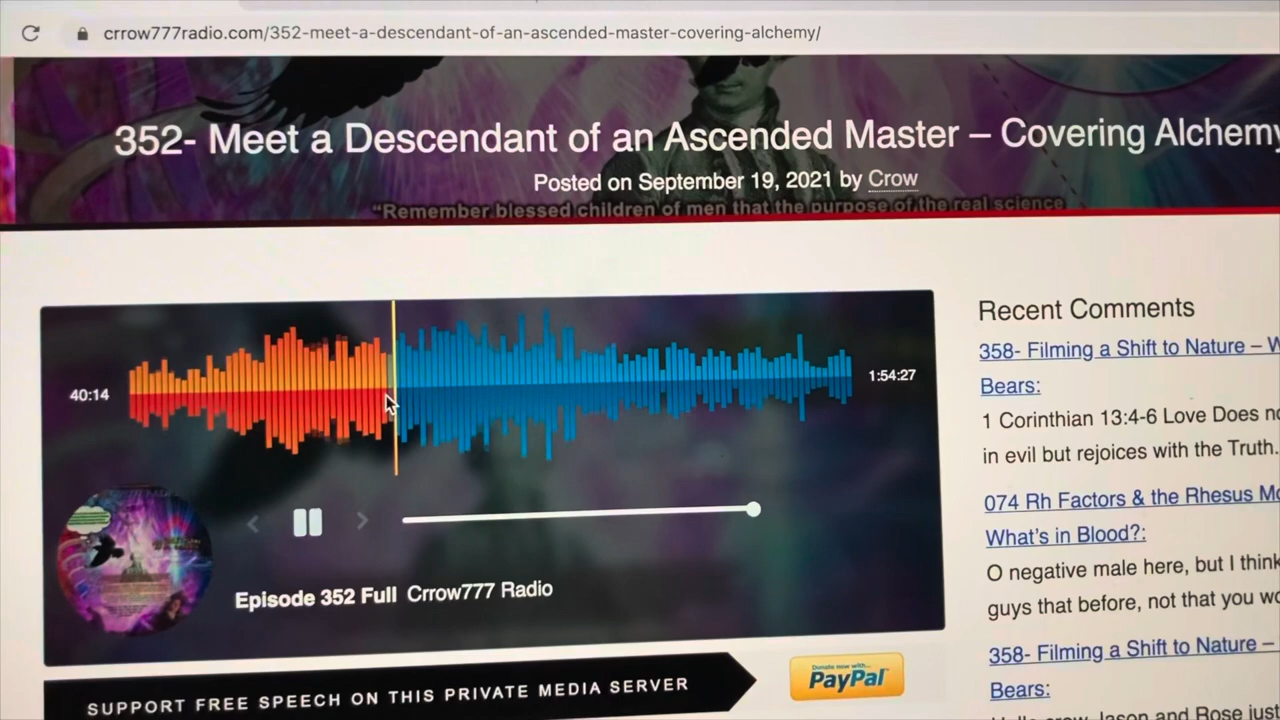 crrow777radio.com/352-meet-a-descendant-of-an-ascended-master-covering-alchemy/
352- Meet a Descendant of an Ascended Master – Covering Alchemy
Posted on September 19, 2021 by Crow
“Remember blessed children of men that the purpose of the real science
40:14
1:54:27
Episode 352 Full Crrow777 Radio
SUPPORT FREE SPEECH ON THIS PRIVATE MEDIA SERVER
Donate now with...
PayPal
Recent Comments
358- Filming a Shift to Nature –
Bears:
1 Corinthian 13:4-6 Love Does
in evil but rejoices with the Truth.
074 Rh Factors & the Rhesus
What's in Blood?:
O negative male here, but I think
guys that before, not that you
358- Filming a Shift to Nature –
Bears:
Jason and Rose just